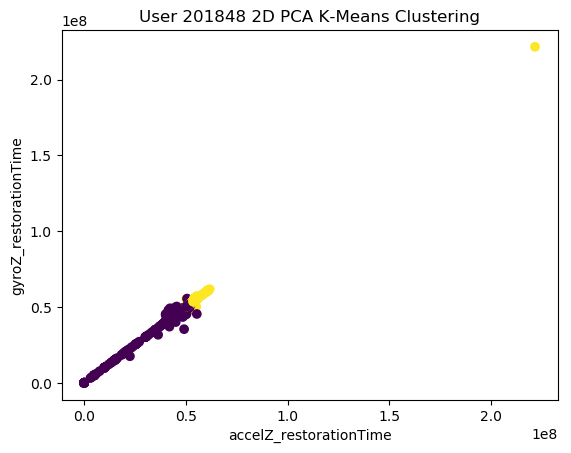 User 201848 2D PCA K-Means Clustering
1e8
2.0
1.5
1.0
0.5
0.0
gyroZ_restorationTime
0.0 0.5 1.0 1.5 2.0
accelZ_restorationTime
1e8